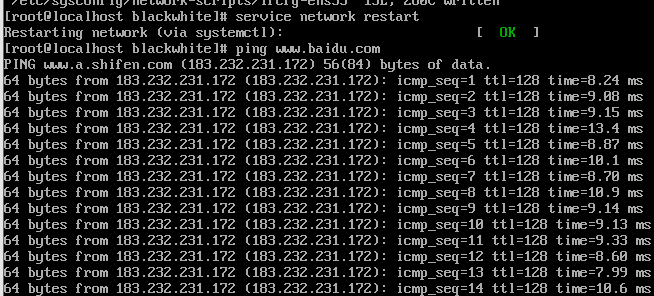 "/etc/sysconfig/network-scripts/ifcfg-ens33" 15L, 280C written
[root@localhost blackwhite]# service network restart
Restarting network (via systemctl):                        [  OK  ]
[root@localhost blackwhite]# ping www.baidu.com
PING www.a.shifen.com (183.232.231.172) 56(84) bytes of data.
64 bytes from 183.232.231.172 (183.232.231.172): icmp_seq=1 ttl=128 time=8.24 ms
64 bytes from 183.232.231.172 (183.232.231.172): icmp_seq=2 ttl=128 time=9.08 ms
64 bytes from 183.232.231.172 (183.232.231.172): icmp_seq=3 ttl=128 time=9.15 ms
64 bytes from 183.232.231.172 (183.232.231.172): icmp_seq=4 ttl=128 time=13.4 ms
64 bytes from 183.232.231.172 (183.232.231.172): icmp_seq=5 ttl=128 time=8.87 ms
64 bytes from 183.232.231.172 (183.232.231.172): icmp_seq=6 ttl=128 time=10.1 ms
64 bytes from 183.232.231.172 (183.232.231.172): icmp_seq=7 ttl=128 time=8.70 ms
64 bytes from 183.232.231.172 (183.232.231.172): icmp_seq=8 ttl=128 time=10.9 ms
64 bytes from 183.232.231.172 (183.232.231.172): icmp_seq=9 ttl=128 time=9.14 ms
64 bytes from 183.232.231.172 (183.232.231.172): icmp_seq=10 ttl=128 time=9.13 ms
64 bytes from 183.232.231.172 (183.232.231.172): icmp_seq=11 ttl=128 time=9.33 ms
64 bytes from 183.232.231.172 (183.232.231.172): icmp_seq=12 ttl=128 time=8.60 ms
64 bytes from 183.232.231.172 (183.232.231.172): icmp_seq=13 ttl=128 time=7.99 ms
64 bytes from 183.232.231.172 (183.232.231.172): icmp_seq=14 ttl=128 time=10.6 ms